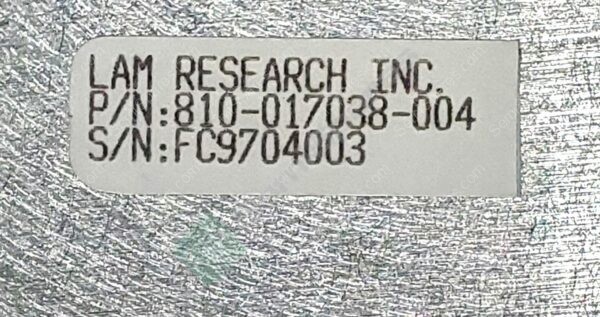 LAM RESEARCH INC.
P/N:810-017038-004
S/N:FC9704003